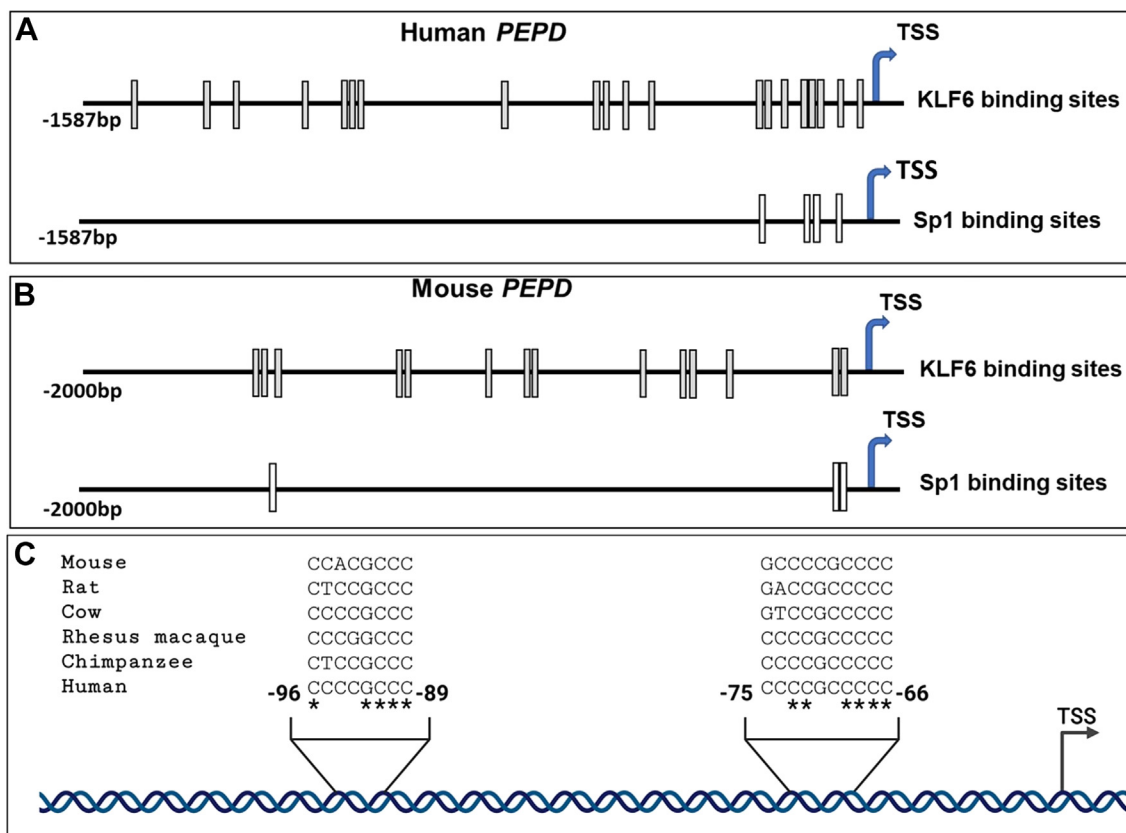 A
Human PEPD
TSS
KLF6 binding sites
-1587bp
TSS
Sp1 binding sites
-1587bp
B
Mouse PEPD
TSS
KLF6 binding sites
-2000bp
TSS
Sp1 binding sites
-2000bp
C
Mouse CCACGCCC GCCCCGCCCC
Rat CTCCGCCC GACCGCCCCC
Cow CCCCGCCC GTCCGCCCCC
Rhesus macaque CCCGGCCC CCCCGCCCCC
Chimpanzee CTCCGCCC CCCCGCCCCC
Human -96 CCCCGCCC -89 -75 CCCCGCCCCC -66
* **** ** ****
TSS